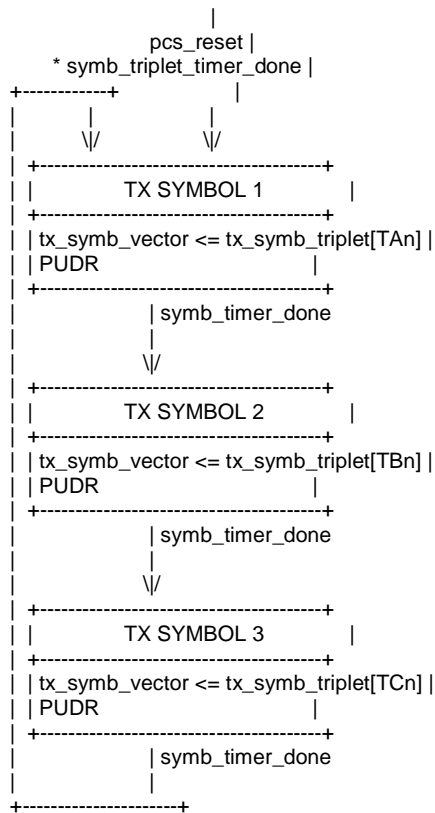 pcs_reset
* symb_triplet_timer_done
TX SYMBOL 1
tx_symb_vector <= tx_symb_triplet[TAn]
PUDR
symb_timer_done
TX SYMBOL 2
tx_symb_vector <= tx_symb_triplet[TBn]
PUDR
symb_timer_done
TX SYMBOL 3
tx_symb_vector <= tx_symb_triplet[TCn]
PUDR
symb_timer_done